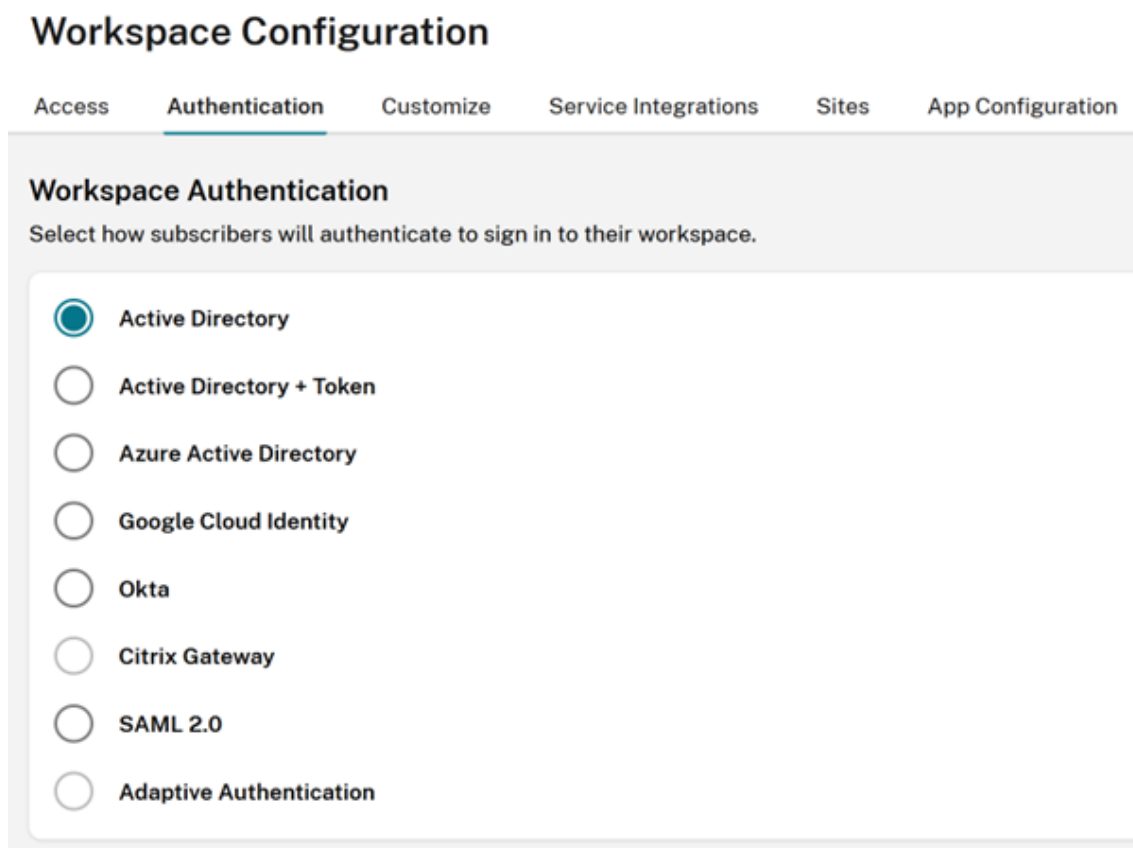 Workspace Configuration
Access Authentication Customize Service Integrations Sites App Configuration
Workspace Authentication
Select how subscribers will authenticate to sign in to their workspace.
Active Directory
Active Directory + Token
Azure Active Directory
Google Cloud Identity
Okta
Citrix Gateway
SAML 2.0
Adaptive Authentication